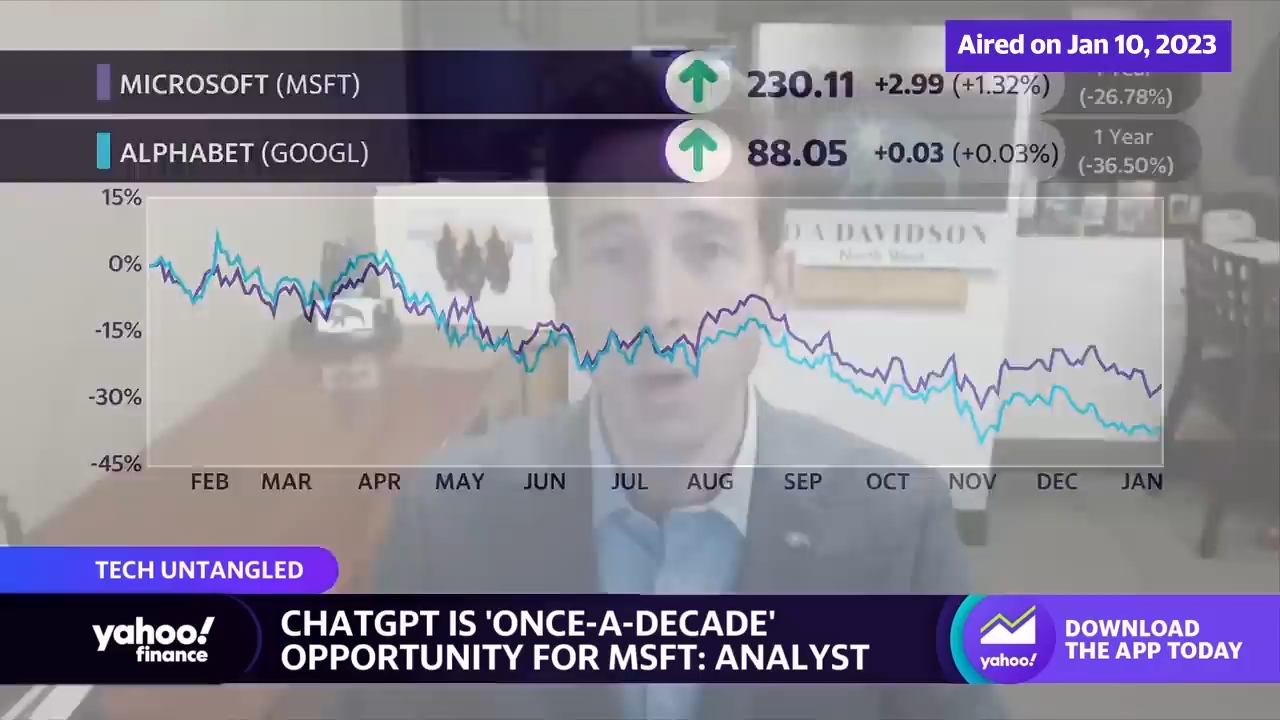 Aired on Jan 10, 2023
MICROSOFT (MSFT)
230.11
+2.99 (+1.32%)
1 Year
(-26.78%)
ALPHABET (GOOGL)
88.05
+0.03 (+0.03%)
1 Year
(-36.50%)
15%
0%
-15%
-30%
-45%
D A DAVIDSON
FEB MAR APR MAY JUN JUL AUG SEP OCT NOV DEC JAN
TECH UNTANGLED
yahoo!
finance
CHATGPT IS 'ONCE-A-DECADE'
OPPORTUNITY FOR MSFT: ANALYST
yahoo!
DOWNLOAD
THE APP TODAY